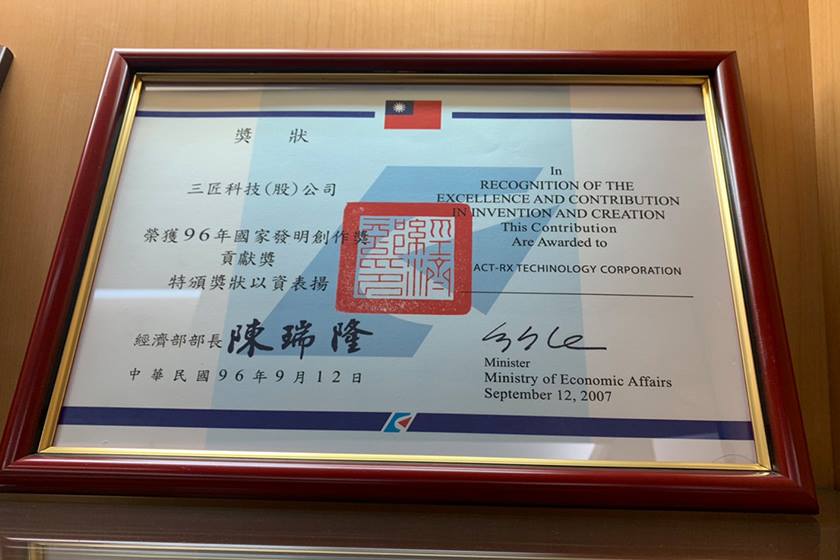 獎 狀
三匠科技(股)公司
榮獲96年國家發明創作獎
貢獻獎
特頒獎狀以資表揚
經濟部部長 陳瑞隆
中華民國96年9月12日
In
RECOGNITION OF THE
EXCELLENCE AND CONTRIBUTION
IN INVENTION AND CREATION
This Contribution
Are Awarded to
ACT-RX TECHINOLOGY CORPORATION
Minister
Ministry of Economic Affairs
September 12, 2007